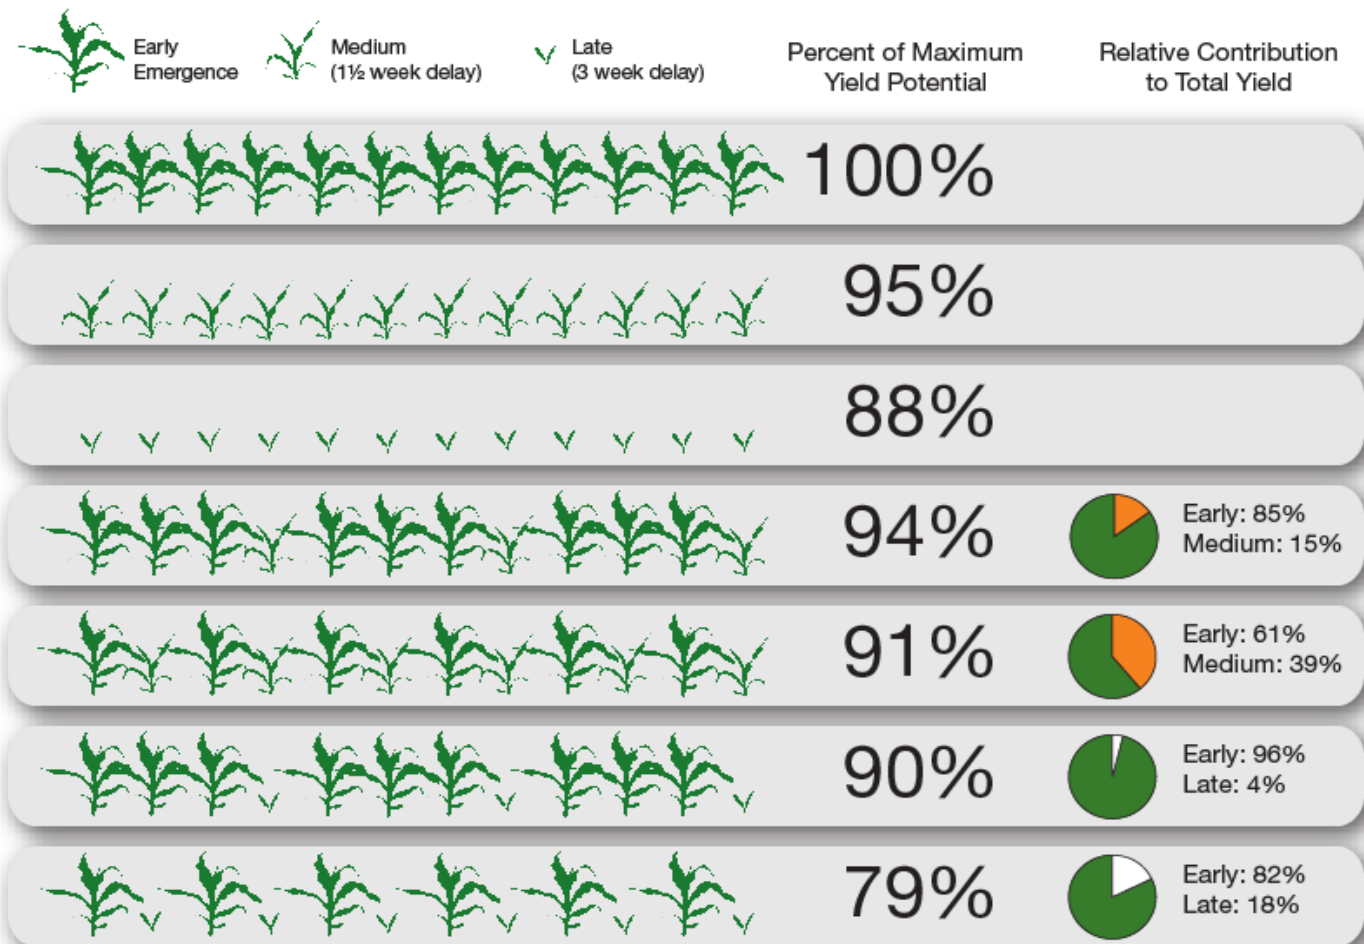 Early
Emergence
Medium
(1½ week delay)
Late
(3 week delay)
Percent of Maximum
Yield Potential
Relative Contribution
to Total Yield
100%
95%
88%
94%
Early: 85%
Medium: 15%
91%
Early: 61%
Medium: 39%
90%
Early: 96%
Late: 4%
79%
Early: 82%
Late: 18%